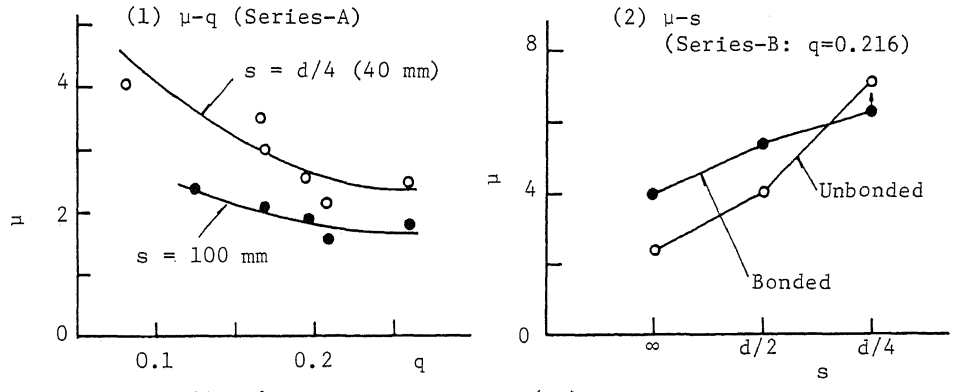 (1) μ-q (Series-A)
s = d/4 (40 mm)
s = 100 mm
μ
4
2
0
0.1
0.2
q
(2) μ-s
(Series-B: q=0.216)
8
4
0
μ
Unbonded
Bonded
∞
d/2
d/4
s